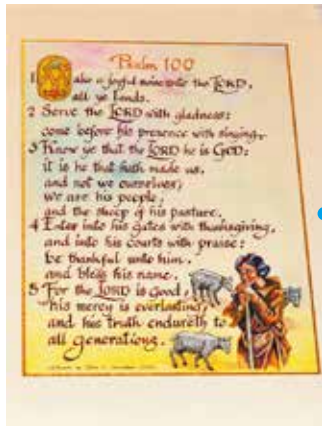 Psalm 100
1 Make a joyful noise unto the LORD,
all ye lands.
2 Serve the LORD with gladness:
come before his presence with singing.
3 Know ye that the LORD he is GOD:
it is he that hath made us,
and not we ourselves;
we are his people,
and the sheep of his pasture.
4 Enter into his gates with thanksgiving,
and into his courts with praise:
be thankful unto him,
and bless his name.
5 For the LORD is good;
his mercy is everlasting;
and his truth endureth to
all generations.